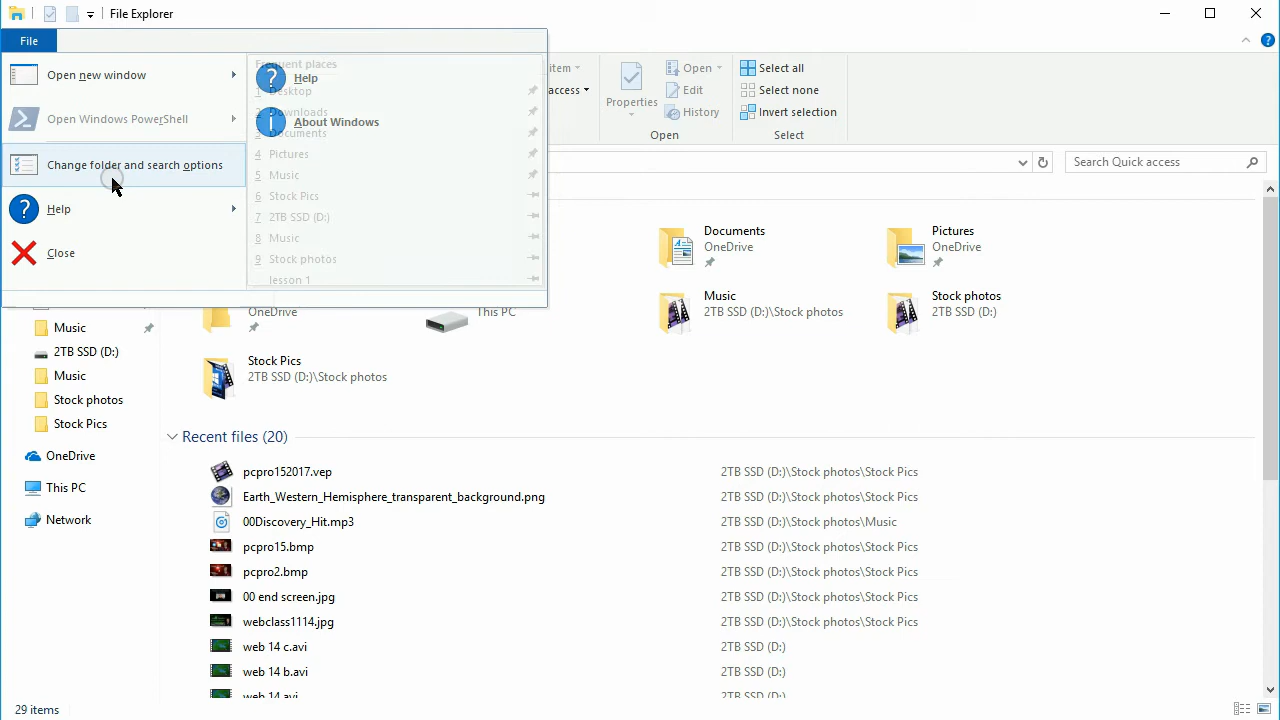 File Explorer
File
Open new window
Open Windows PowerShell
Change folder and search options
Help
Close
Frequent places
Help
1 Desktop
2 Downloads
About Windows
3 Documents
4 Pictures
5 Music
6 Stock Pics
7 2TB SSD (D:)
8 Music
9 Stock photos
lesson 1
item
access
Properties
Open
Edit
History
Open
Select all
Select none
Invert selection
Select
Search Quick access
Documents
OneDrive
Pictures
OneDrive
OneDrive
This PC
Music
2TB SSD (D:)\Stock photos
Stock photos
2TB SSD (D:)
Stock Pics
2TB SSD (D:)\Stock photos
Music
2TB SSD (D:)
Music
Stock photos
Stock Pics
OneDrive
This PC
Network
Recent files (20)
pcpro152017.vep 2TB SSD (D:)\Stock photos\Stock Pics
Earth_Western_Hemisphere_transparent_background.png 2TB SSD (D:)\Stock photos\Stock Pics
00Discovery_Hit.mp3 2TB SSD (D:)\Stock photos\Music
pcpro15.bmp 2TB SSD (D:)\Stock photos\Stock Pics
pcpro2.bmp 2TB SSD (D:)\Stock photos\Stock Pics
00 end screen.jpg 2TB SSD (D:)\Stock photos\Stock Pics
webclass1114.jpg 2TB SSD (D:)\Stock photos\Stock Pics
web 14 c.avi 2TB SSD (D:)
web 14 b.avi 2TB SSD (D:)
web 14.avi 2TB SSD (D:)
29 items